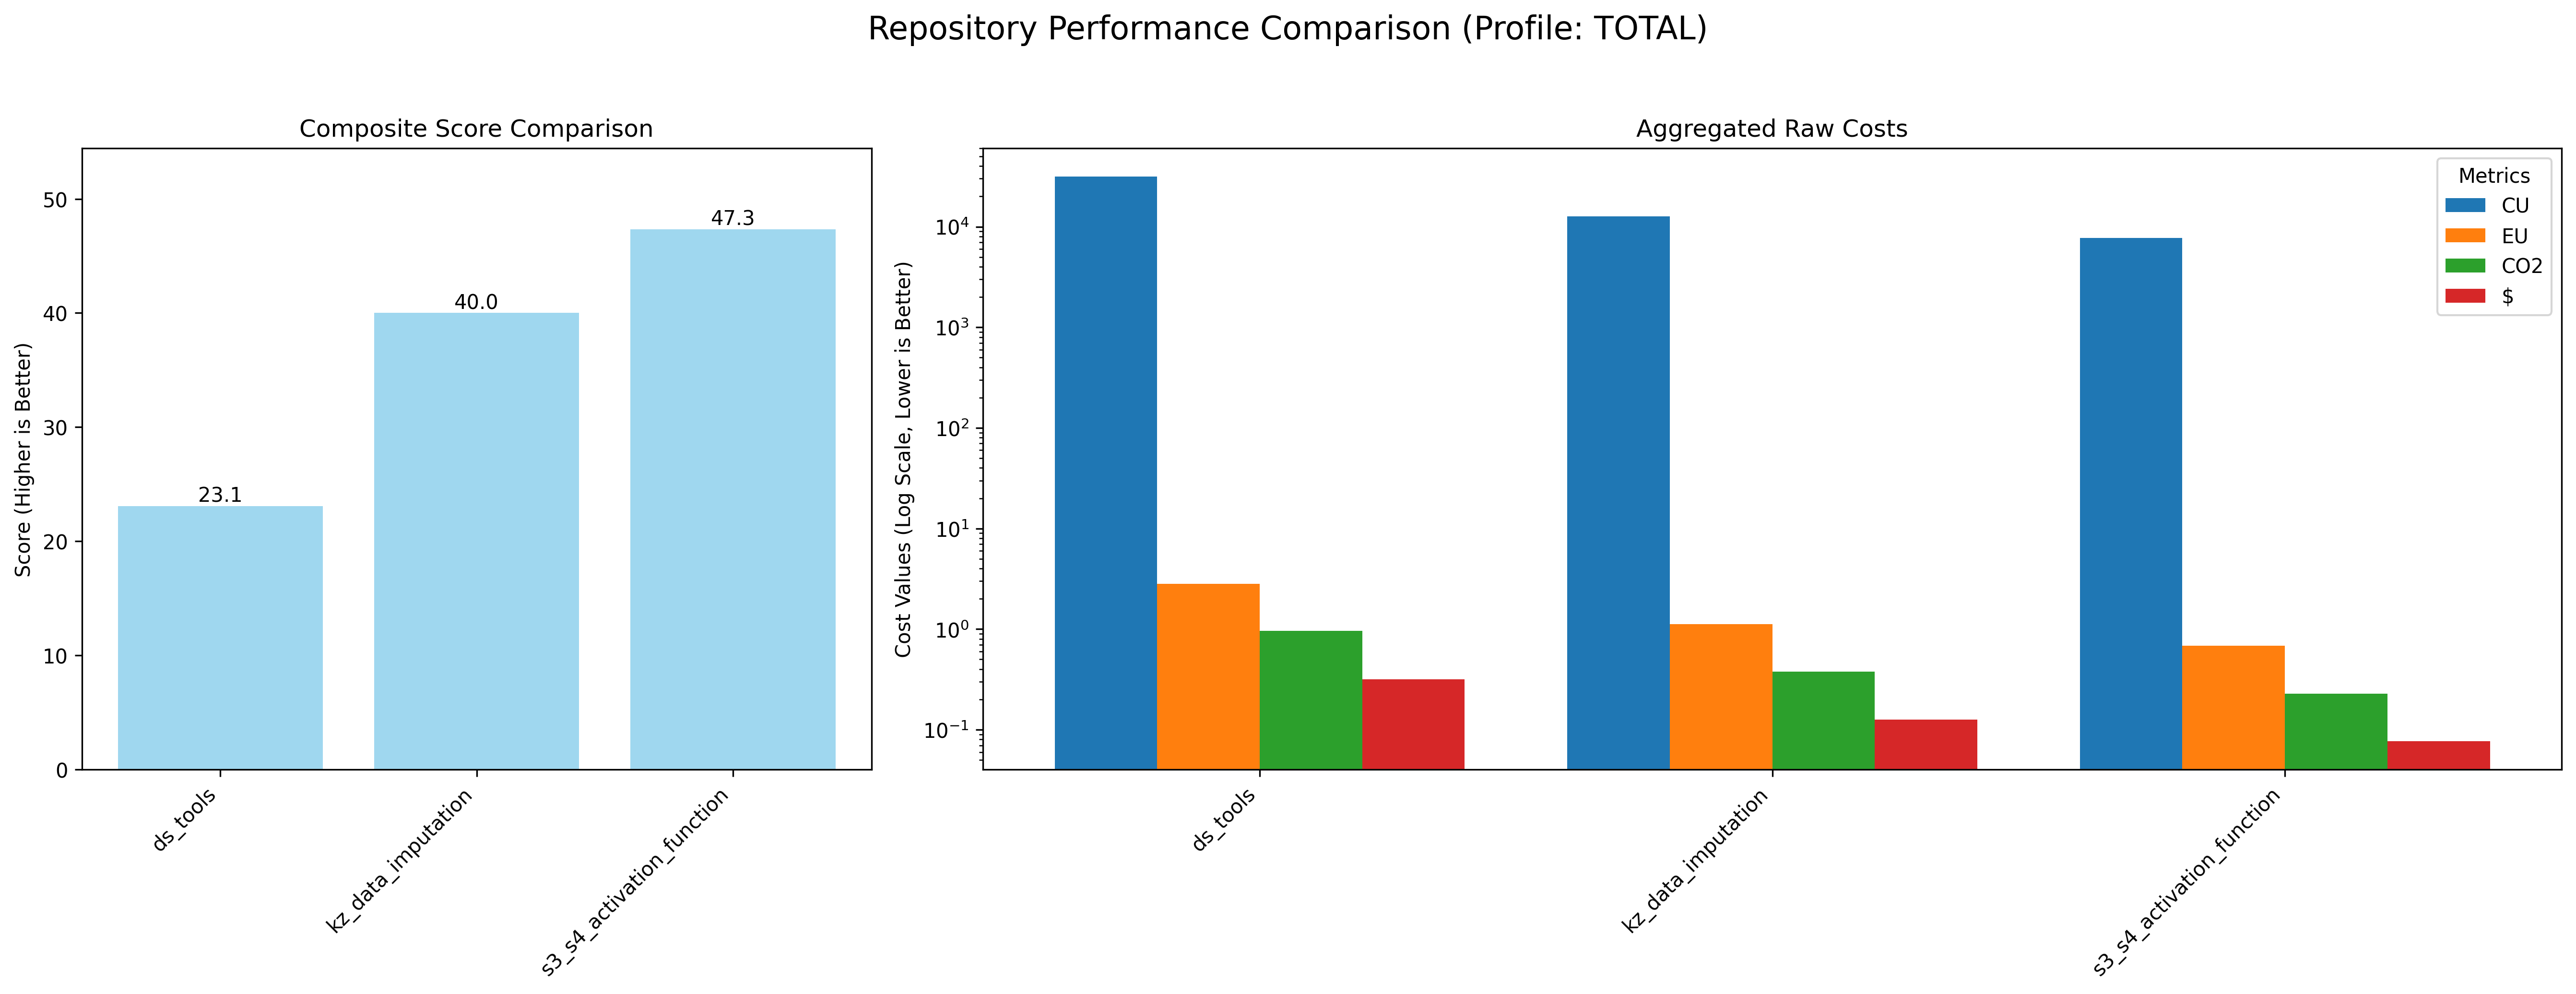 Repository Performance Comparison (Profile: TOTAL)
Composite Score Comparison
Score (Higher is Better)
50
40
30
20
10
0
23.1
40.0
47.3
ds_tools
kz_data_imputation
s3_s4_activation_function
Aggregated Raw Costs
Cost Values (Log Scale, Lower is Better)
10⁴
10³
10²
10¹
10⁰
10⁻¹
Metrics
CU
EU
CO2
$
ds_tools
kz_data_imputation
s3_s4_activation_function